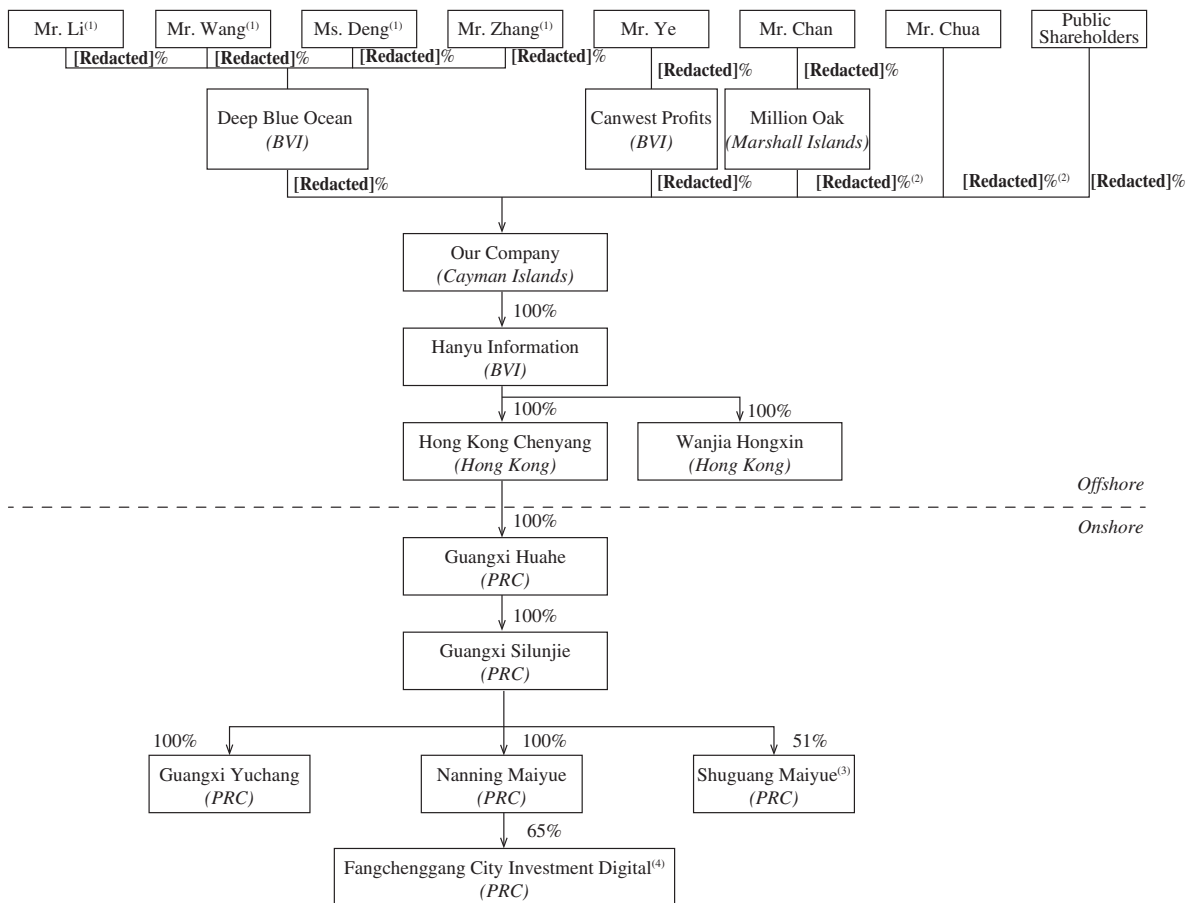 Mr. Li(1)
Mr. Wang(1)
Ms. Deng(1)
Mr. Zhang(1)
Mr. Ye
Mr. Chan
Mr. Chua
Public
Shareholders
[Redacted]%
[Redacted]%
[Redacted]%
[Redacted]%
[Redacted]%
[Redacted]%
Deep Blue Ocean
(BVI)
Canwest Profits
(BVI)
Million Oak
(Marshall Islands)
[Redacted]%
[Redacted]%
[Redacted]%(2)
[Redacted]%(2)
[Redacted]%
Our Company
(Cayman Islands)
100%
Hanyu Information
(BVI)
100%
100%
Hong Kong Chenyang
(Hong Kong)
Wanjia Hongxin
(Hong Kong)
Offshore
Onshore
100%
Guangxi Huahe
(PRC)
100%
Guangxi Silunjie
(PRC)
100%
100%
51%
Guangxi Yuchang
(PRC)
Nanning Maiyue
(PRC)
Shuguang Maiyue(3)
(PRC)
65%
Fangchenggang City Investment Digital(4)
(PRC)